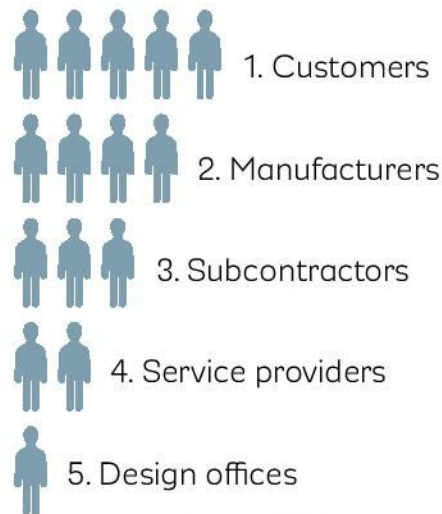 1. Customers
2. Manufacturers
3. Subcontractors
4. Service providers
5. Design offices